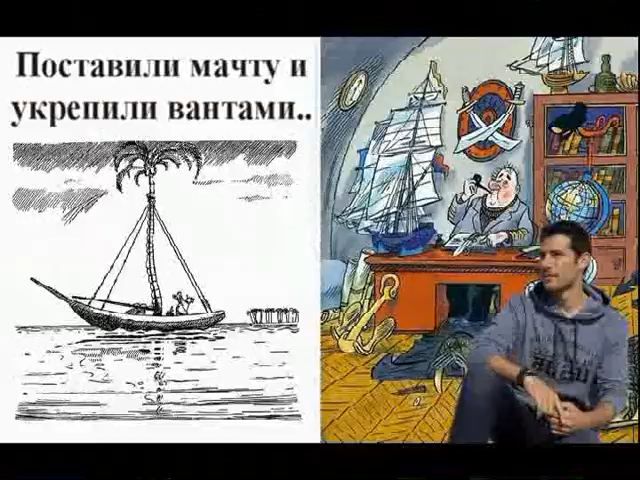 Поставили мачту и
укрепили вантами..